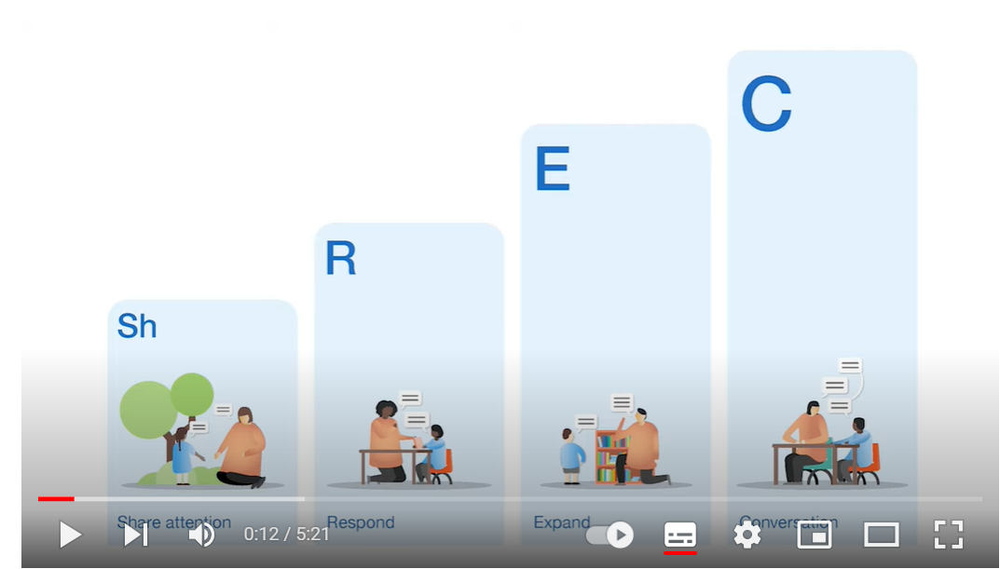 C
E
R
Sh
Share attention
Respond
Expand
Conversation
0:12 / 5:21